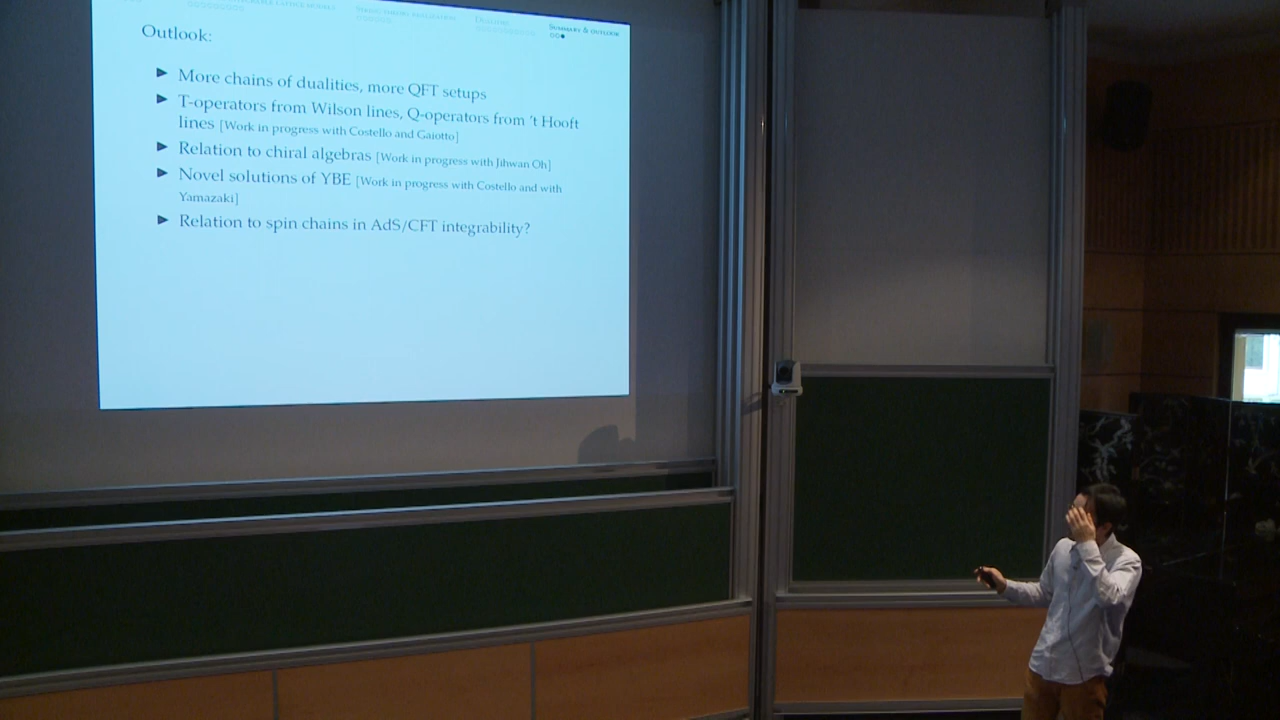 SUMMARY & OUTLOOK
Outlook:
► More chains of dualities, more QFT setups
► T-operators from Wilson lines, Q-operators from 't Hooft
lines [Work in progress with Costello and Gaiotto]
► Relation to chiral algebras [Work in progress with Jihwan Oh]
► Novel solutions of YBE [Work in progress with Costello and with
Yamazaki]
► Relation to spin chains in AdS/CFT integrability?